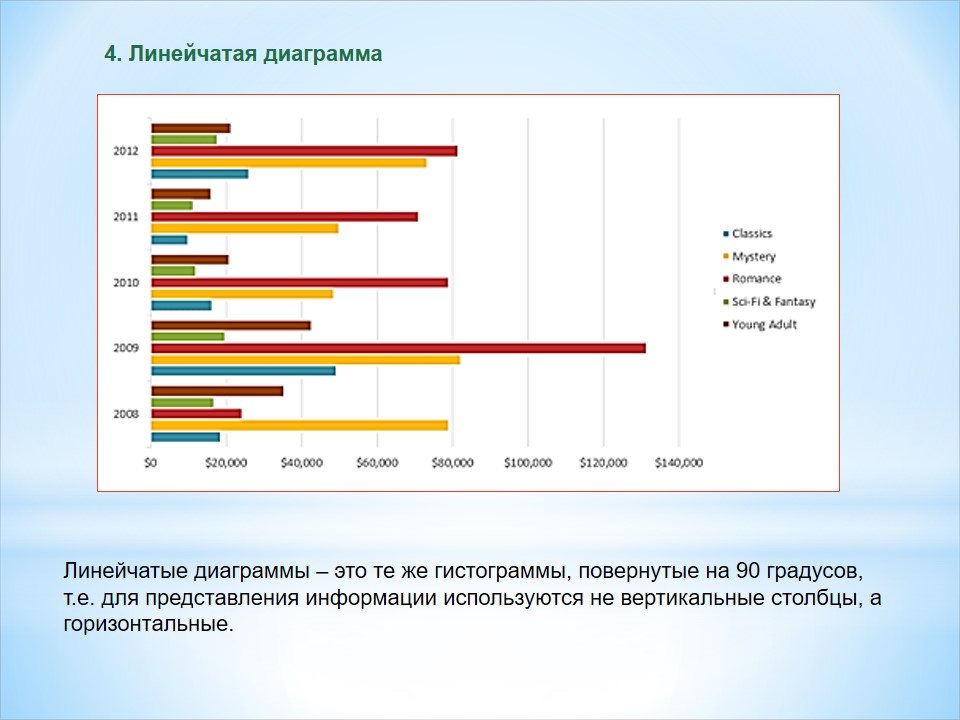 4. Линейчатая диаграмма
2012
2011
2010
2009
2008
$0 $20,000 $40,000 $60,000 $80,000 $100,000 $120,000 $140,000
Classics
Mystery
Romance
Sci-Fi & Fantasy
Young Adult
Линейчатые диаграммы – это те же гистограммы, повернутые на 90 градусов,
т.е. для представления информации используются не вертикальные столбцы, а
горизонтальные.